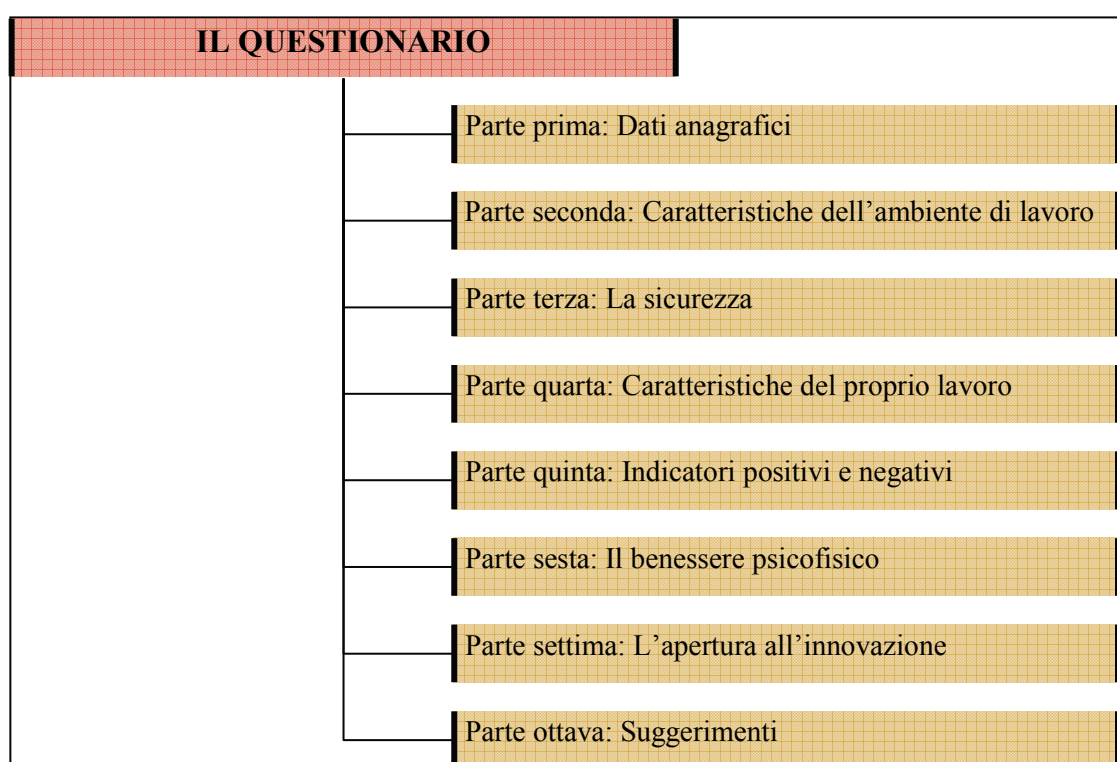 IL QUESTIONARIO
Parte prima: Dati anagrafici
Parte seconda: Caratteristiche dell’ambiente di lavoro
Parte terza: La sicurezza
Parte quarta: Caratteristiche del proprio lavoro
Parte quinta: Indicatori positivi e negativi
Parte sesta: Il benessere psicofisico
Parte settima: L’apertura all’innovazione
Parte ottava: Suggerimenti